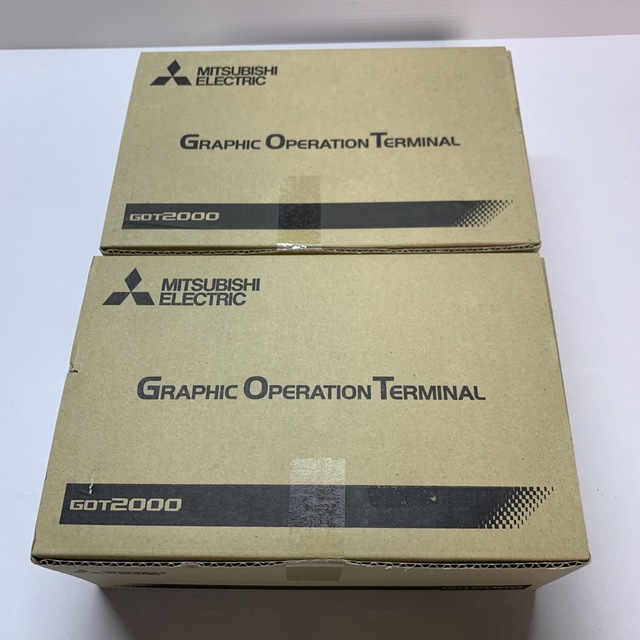 MITSUBISHI
ELECTRIC
GRAPHIC OPERATION TERMINAL
GOT2000
MITSUBISHI
ELECTRIC
GRAPHIC OPERATION TERMINAL
GOT2000